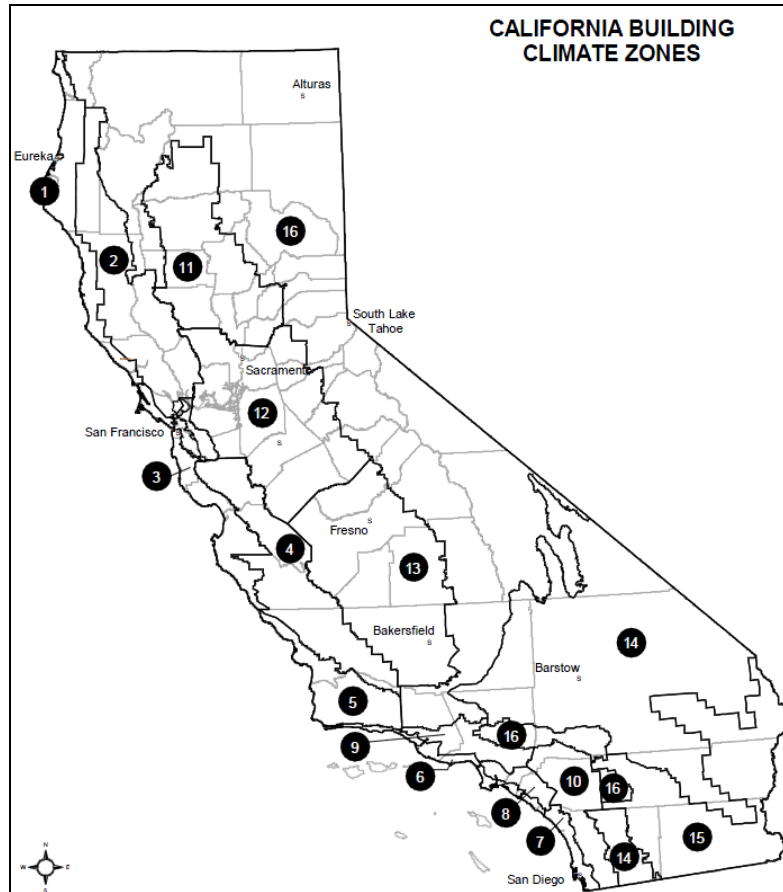 CALIFORNIA BUILDING
CLIMATE ZONES
Alturas
S
Eureka
1
16
2
11
South Lake
S
Tahoe
S
Sacramento
12
San Francisco
S
S
3
Fresno
S
4
13
Bakersfield
S
14
Barstow
S
5
9
16
6
10
16
8
7
15
14
San Diego
S
N
W
E
S